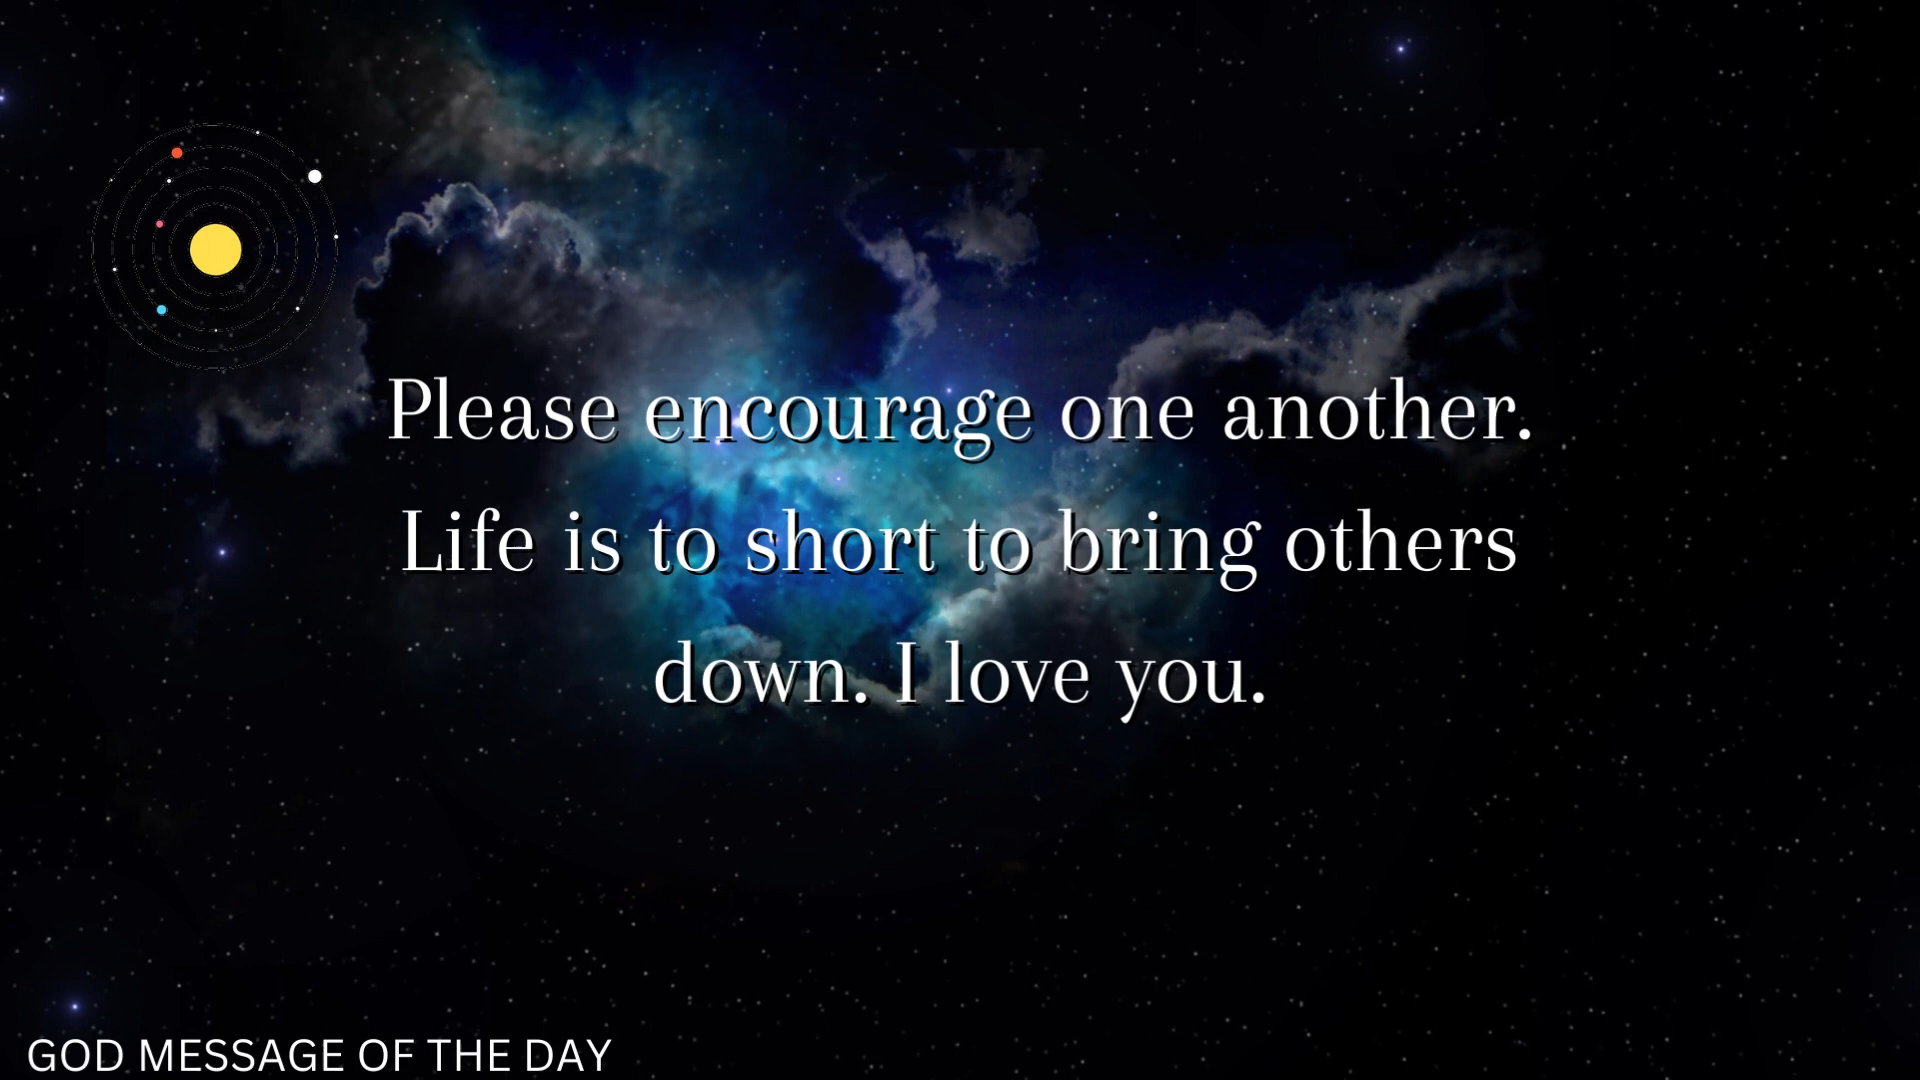 Please encourage one another.
Life is to short to bring others
down. I love you.
GOD MESSAGE OF THE DAY